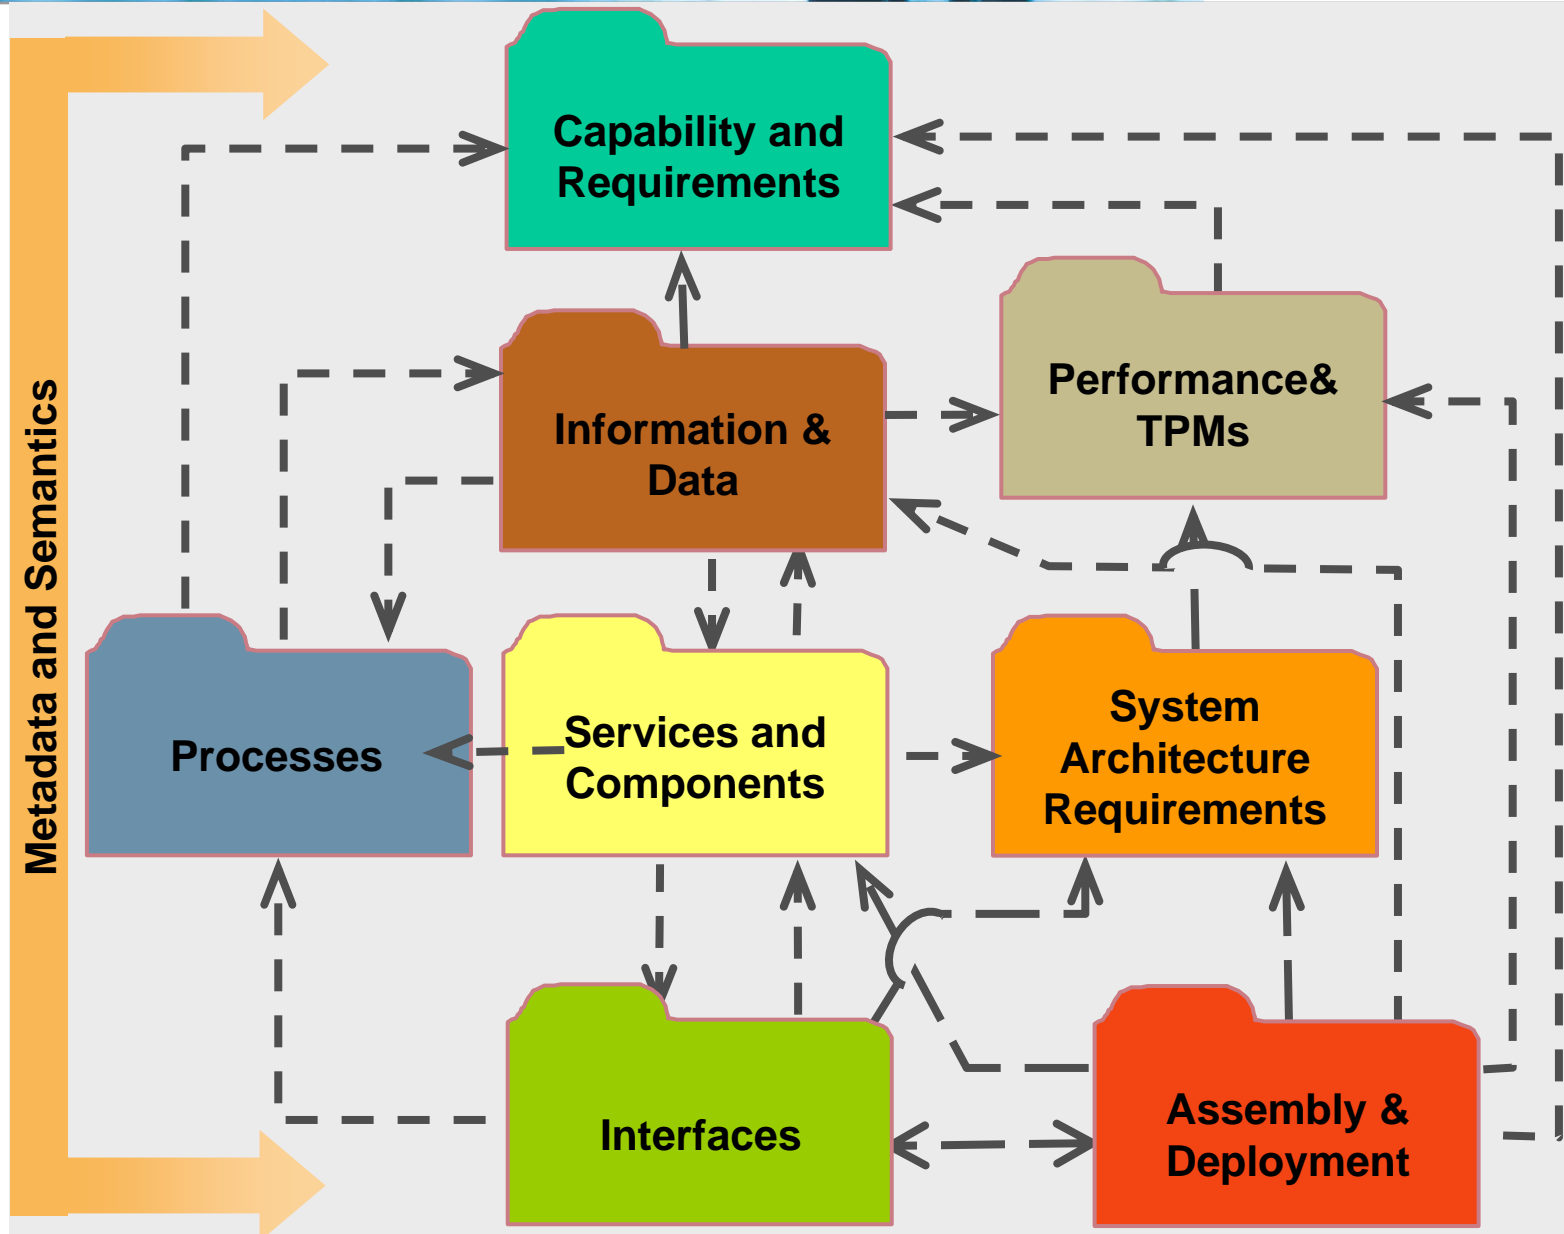 Capability and
Requirements
Metadata and Semantics
Information &
Data
Performance&
TPMs
Processes
Services and
Components
System
Architecture
Requirements
Interfaces
Assembly &
Deployment